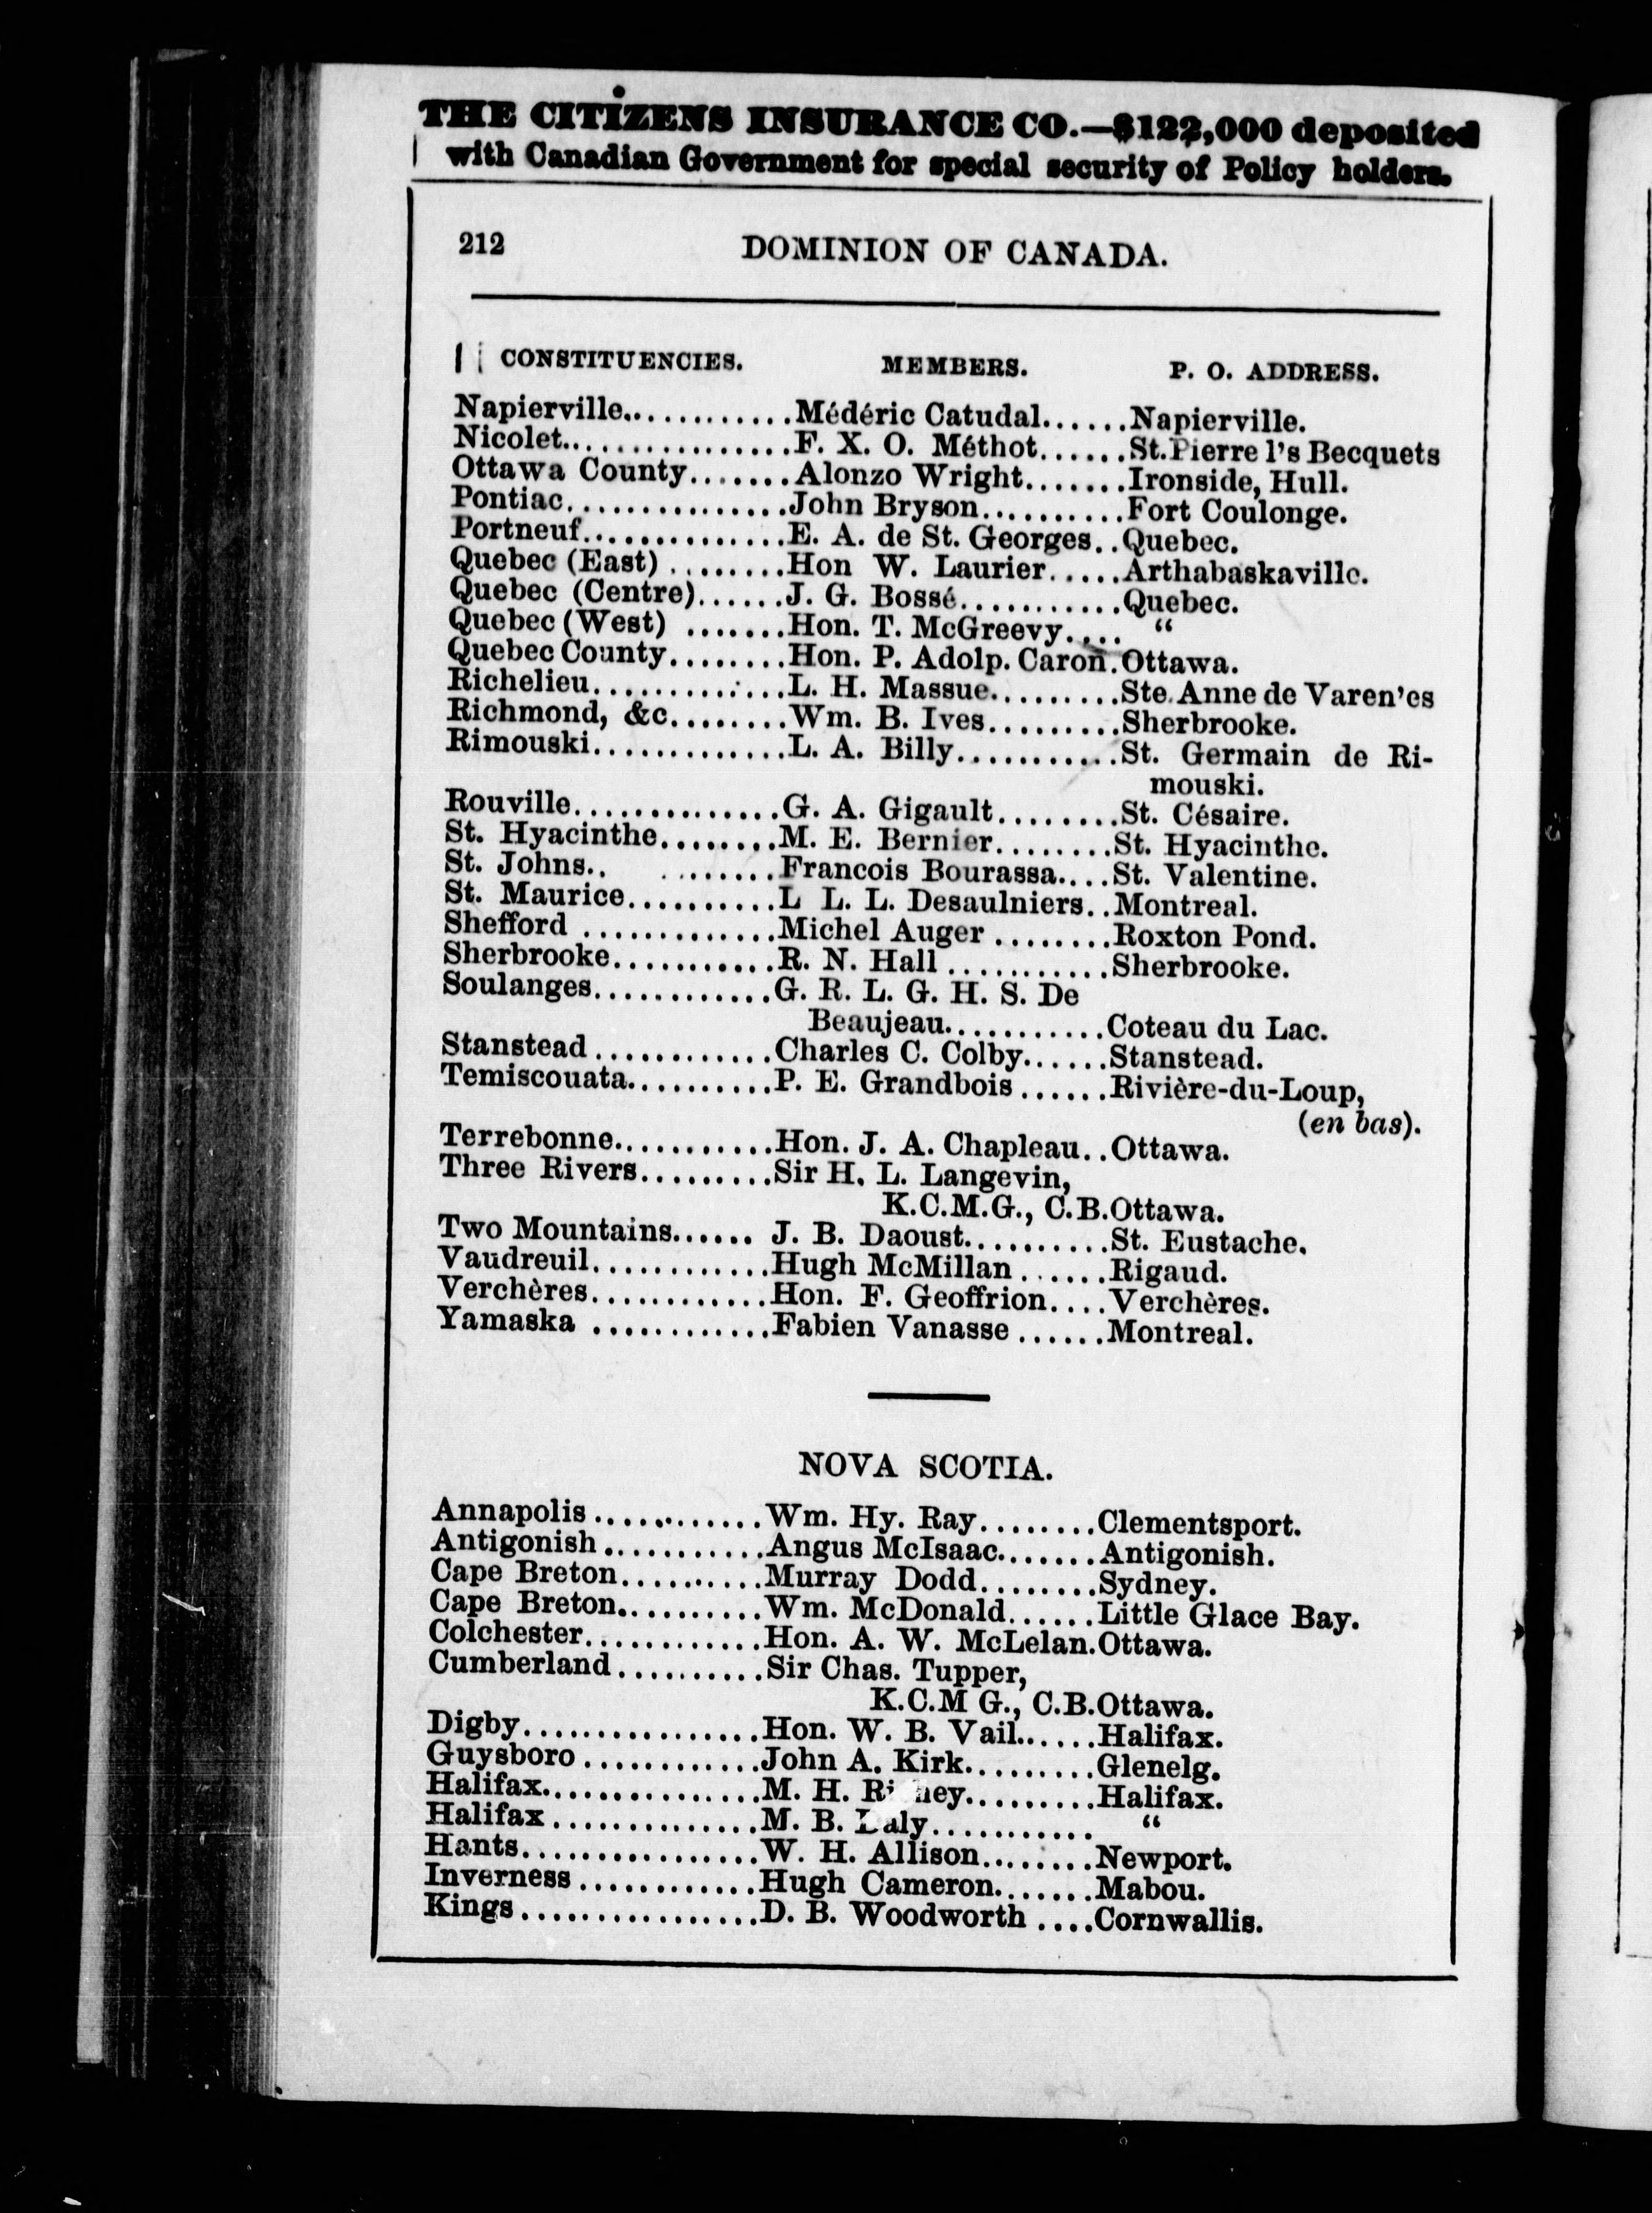 THE CITIZENS INSURANCE CO.—$122,000 deposited
with Canadian Government for special security of Policy holders.
212 DOMINION OF CANADA.
CONSTITUENCIES. MEMBERS. P. O. ADDRESS.
Napierville............Médéric Catudal......Napierville.
Nicolet.................F. X. O. Méthot......St.Pierre l's Becquets
Ottawa County.......Alonzo Wright.......Ironside, Hull.
Pontiac................John Bryson..........Fort Coulonge.
Portneuf..............E. A. de St. Georges..Quebec.
Quebec (East) ........Hon W. Laurier.....Arthabaskaville.
Quebec (Centre)......J. G. Bossé...........Quebec.
Quebec (West) .......Hon. T. McGreevy.... “
Quebec County........Hon. P. Adolp. Caron.Ottawa.
Richelieu.............L. H. Massue.........Ste.Anne de Varen'es
Richmond, &c........Wm. B. Ives.........Sherbrooke.
Rimouski.............L. A. Billy...........St. Germain de Ri-
mouski.
Rouville..............G. A. Gigault........St. Césaire.
St. Hyacinthe........M. E. Bernier........St. Hyacinthe.
St. Johns.. ........Francois Bourassa....St. Valentine.
St. Maurice..........L L. L. Desaulniers..Montreal.
Shefford .............Michel Auger ........Roxton Pond.
Sherbrooke...........R. N. Hall ...........Sherbrooke.
Soulanges............G. R. L. G. H. S. De
Beaujeau...........Coteau du Lac.
Stanstead............Charles C. Colby......Stanstead.
Temiscouata..........P. E. Grandbois ......Rivière-du-Loup,
(en bas).
Terrebonne...........Hon. J. A. Chapleau..Ottawa.
Three Rivers.........Sir H. L. Langevin,
K.C.M.G., C.B.Ottawa.
Two Mountains...... J. B. Daoust..........St. Eustache.
Vaudreuil............Hugh McMillan ......Rigaud.
Verchères............Hon. F. Geoffrion....Verchères.
Yamaska ............Fabien Vanasse ......Montreal.
NOVA SCOTIA.
Annapolis............Wm. Hy. Ray........Clementsport.
Antigonish...........Angus McIsaac.......Antigonish.
Cape Breton..........Murray Dodd........Sydney.
Cape Breton..........Wm. McDonald......Little Glace Bay.
Colchester............Hon. A. W. McLelan.Ottawa.
Cumberland..........Sir Chas. Tupper,
K.C.M G., C.B.Ottawa.
Digby................Hon. W. B. Vail......Halifax.
Guysboro............John A. Kirk.........Glenelg.
Halifax...............M. H. .........Halifax.
Halifax..............M. B. ........... “
Hants................W. H. Allison........Newport.
Inverness............Hugh Cameron.......Mabou.
Kings................D. B. Woodworth ....Cornwallis.